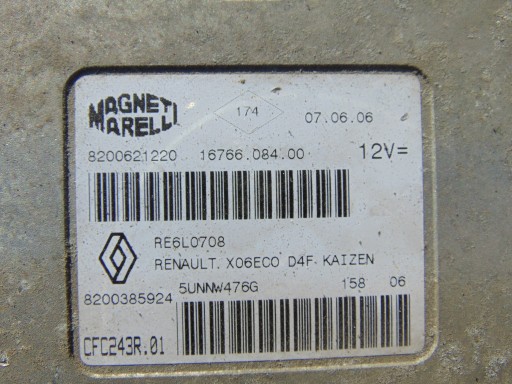 MAGNETI MARELLI
174
07.06.06
8200621220 16766.084.00 12V=
RE6L0708
RENAULT. X06ECO D4F KAIZEN
5UNNW476G 158 06
8200385924
CFC243R.01